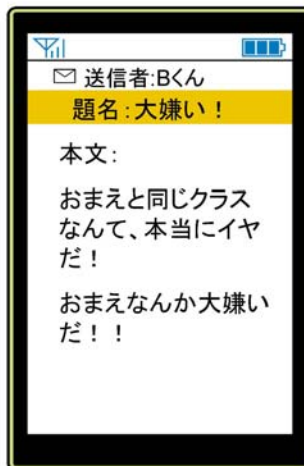 送信者:Bくん
題名:大嫌い！
本文:
おまえと同じクラス
なんて、本当にイヤ
だ！
おまえなんか大嫌い
だ！！